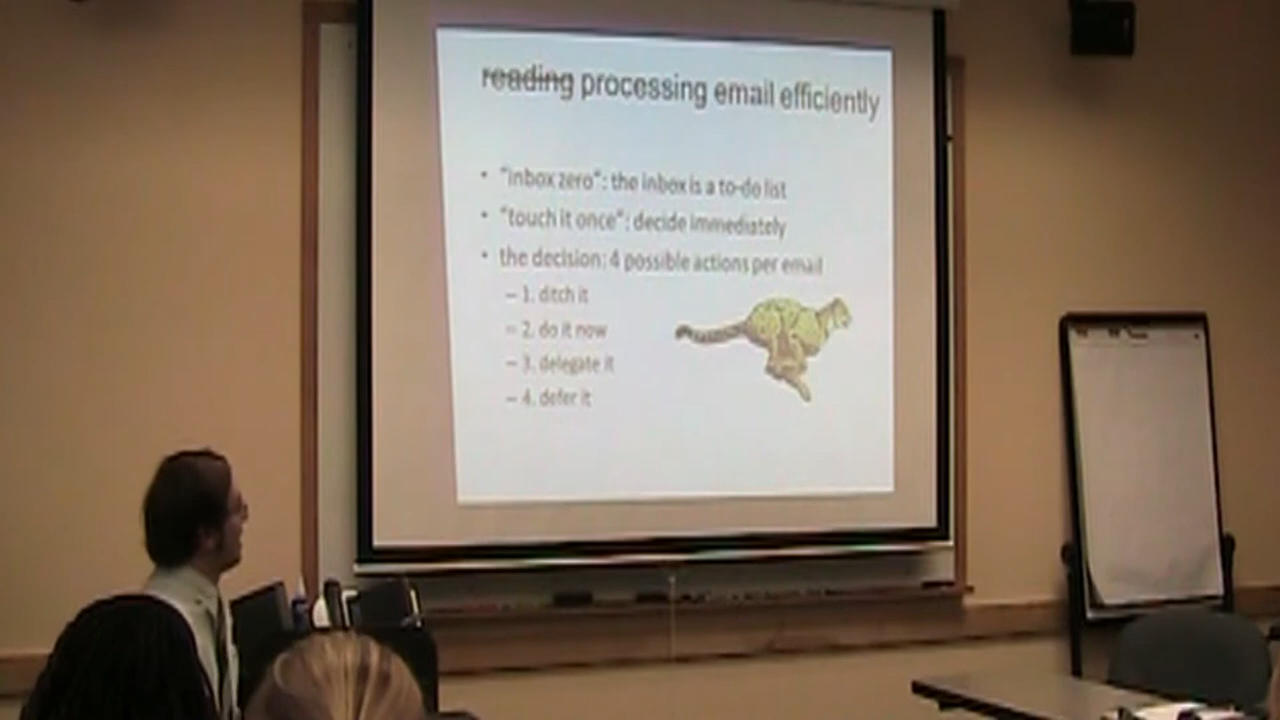 reading processing email efficiently
• "inbox zero": the inbox is a to-do list
• "touch it once": decide immediately
• the decision: 4 possible actions per email
– 1. ditch it
– 2. do it now
– 3. delegate it
– 4. defer it